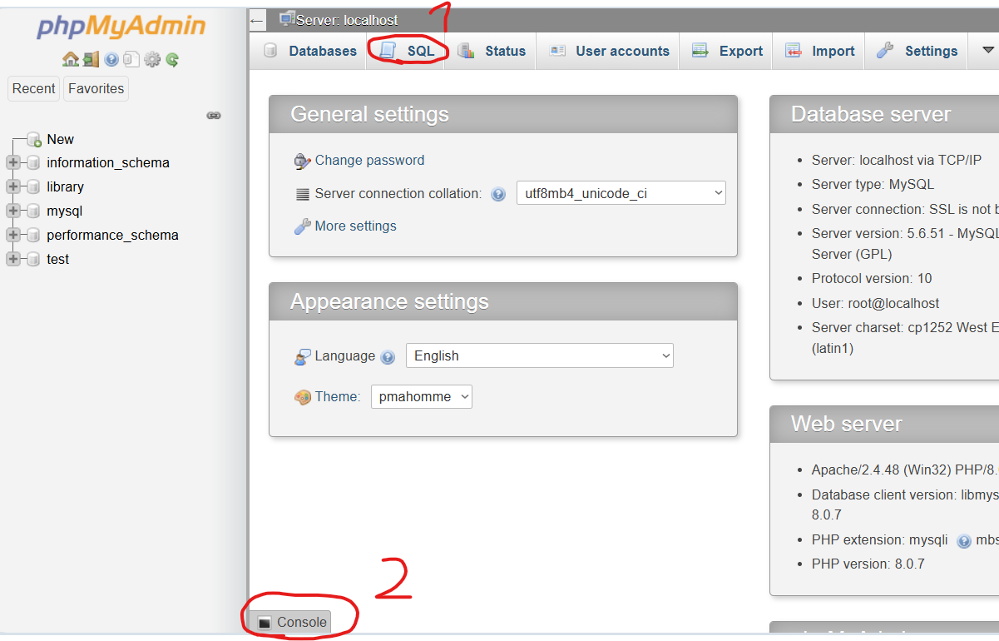 phpMyAdmin
Recent Favorites
New
information_schema
library
mysql
performance_schema
test
← Server: localhost
1
Databases SQL Status User accounts Export Import Settings
General settings
Change password
Server connection collation: utf8mb4_unicode_ci
More settings
Appearance settings
Language English
Theme: pmahomme
Database server
Server: localhost via TCP/IP
Server type: MySQL
Server connection: SSL is not
Server version: 5.6.51 - MySQL
Server (GPL)
Protocol version: 10
User: root@localhost
Server charset: cp1252 West E
(latin1)
Web server
Apache/2.4.48 (Win32) PHP/8.
Database client version: libmys
8.0.7
PHP extension: mysqli mbs
PHP version: 8.0.7
2
Console